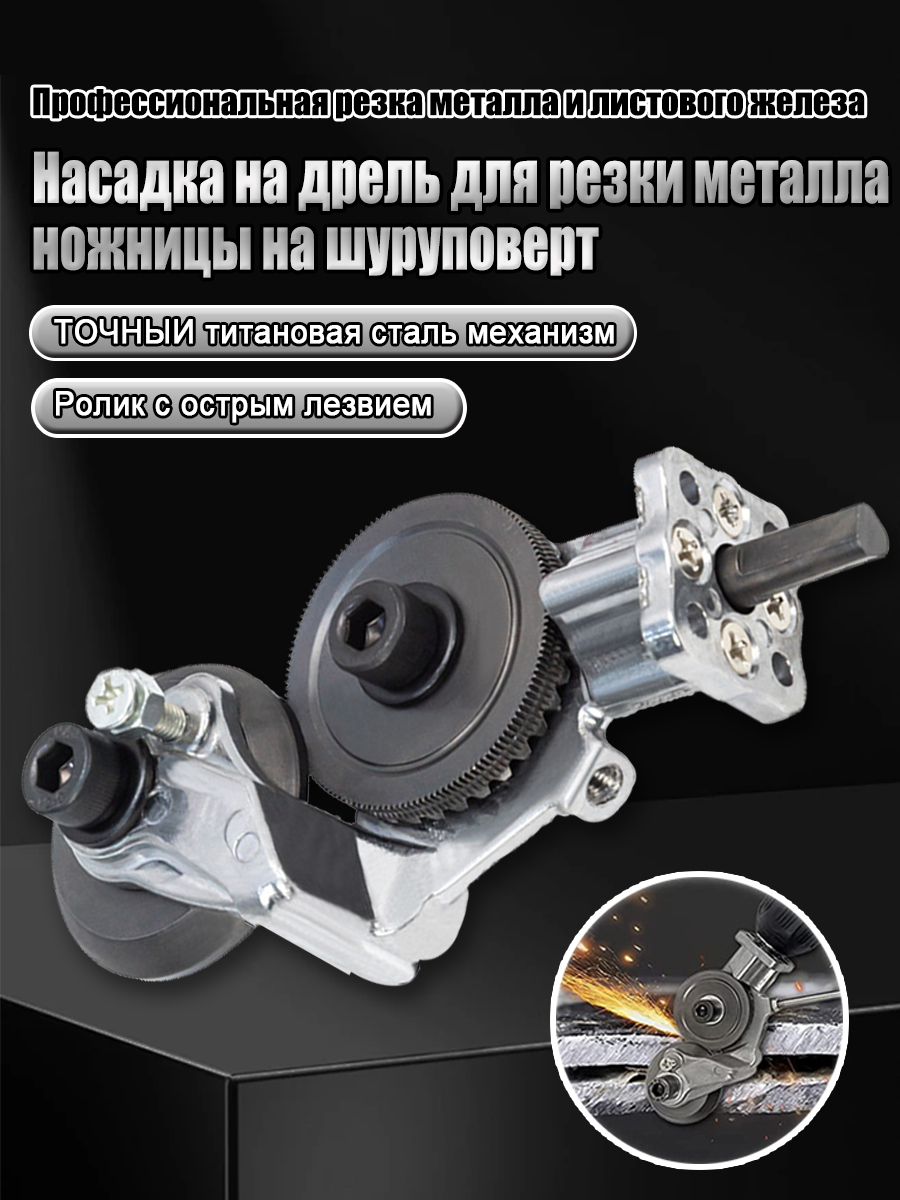 Профессиональная резка металла и листового железа
Насадка на дрель для резки металла
ножницы на шуруповерт
ТОЧНЫЙ титановая сталь механизм
Ролик с острым лезвием